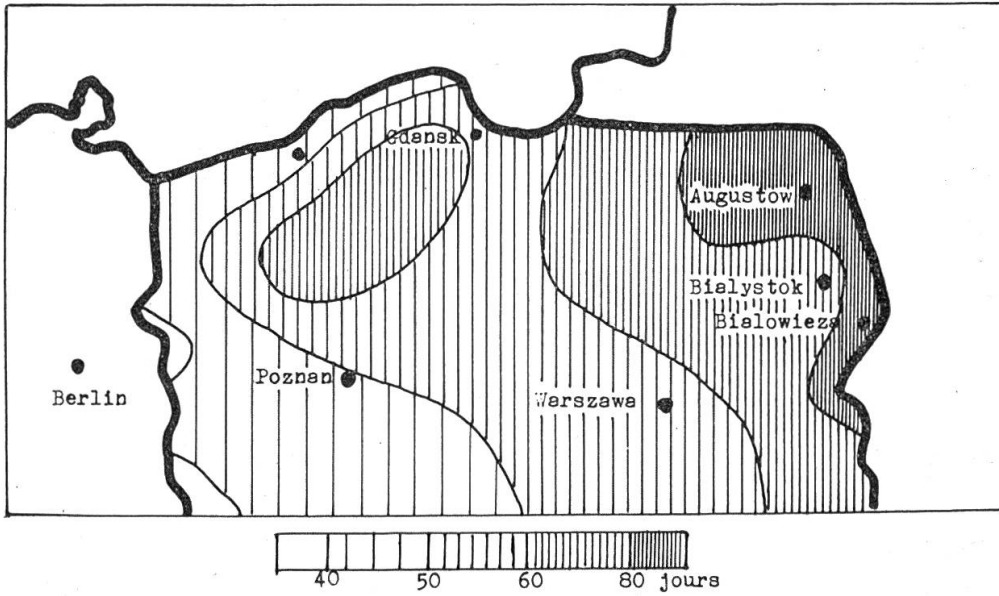 Gdansk
Augustow
Bialystok
Bialowieza
Poznan
Berlin
Warszawa
40 50 60 80 jours